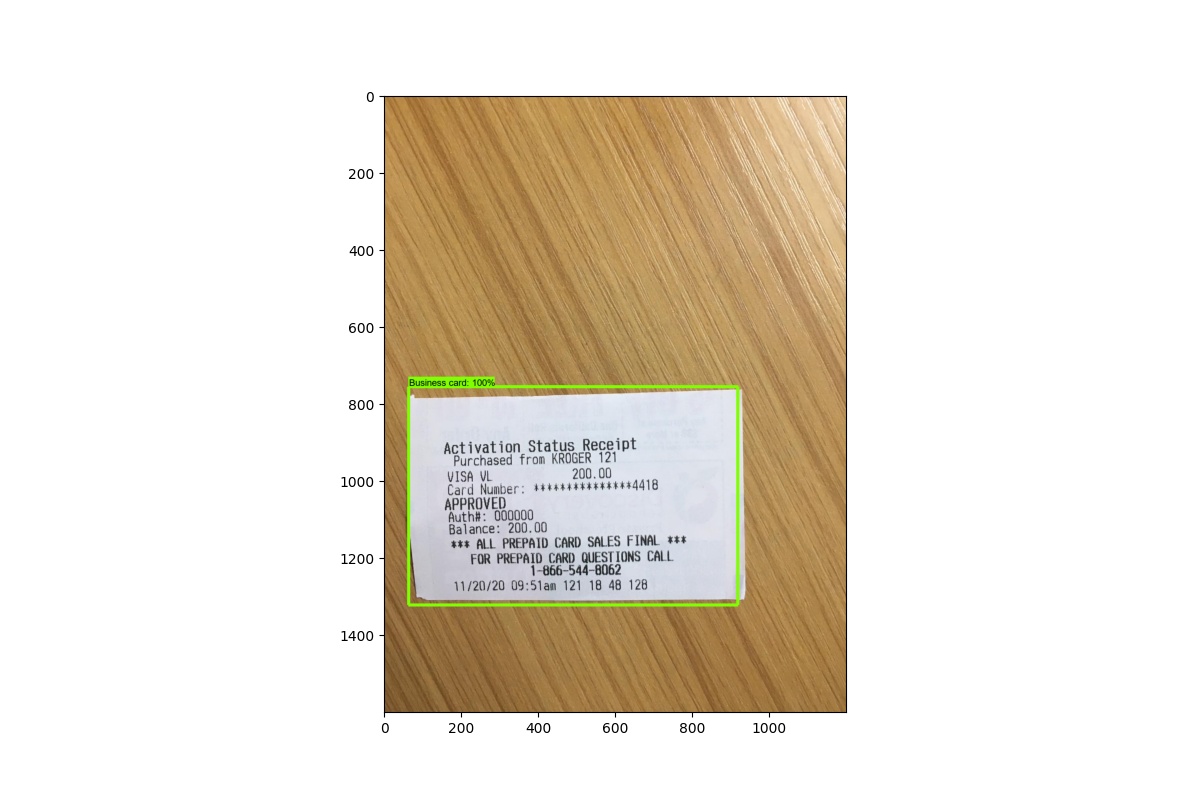 0
200
400
600
800
1000
1200
1400
0 200 400 600 800 1000
Business card: 100%
Activation Status Receipt
Purchased from KROGER 121
VISA VL 200.00
Card Number: ***************4418
APPROVED
Auth#: 000000
Balance: 200.00
*** ALL PREPAID CARD SALES FINAL ***
FOR PREPAID CARD QUESTIONS CALL
1-866-544-8062
11/20/20 09:51am 121 18 48 128